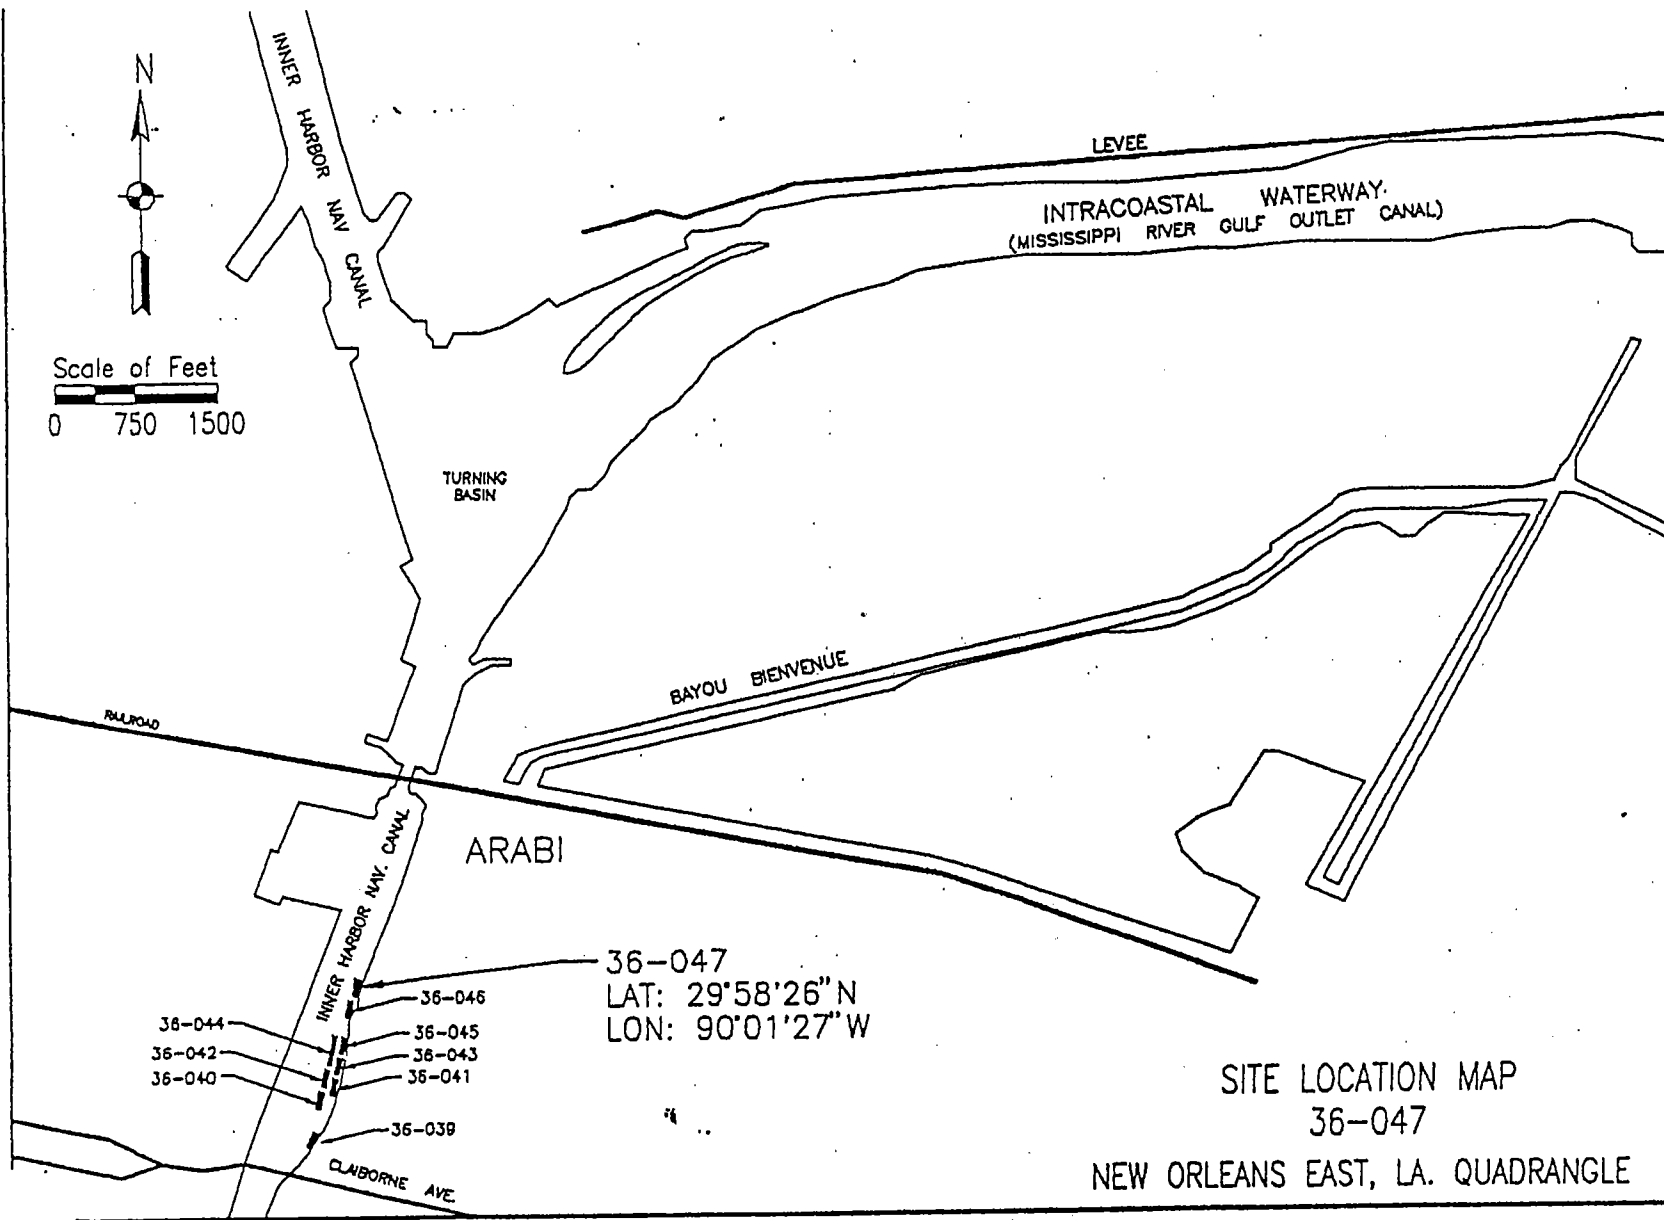 N
INNER HARBOR NAV CANAL
LEVEE
INTRACOASTAL WATERWAY.
(MISSISSIPPI RIVER GULF OUTLET CANAL)
Scale of Feet
0 750 1500
TURNING
BASIN
BAYOU BIENVENUE
RAILROAD
ARABI
INNER HARBOR NAV. CANAL
36-047
LAT: 29°58'26"N
LON: 90°01'27"W
36-046
36-044
36-045
36-042
36-043
36-040
36-041
36-039
CLAIBORNE AVE.
SITE LOCATION MAP
36-047
NEW ORLEANS EAST, LA. QUADRANGLE